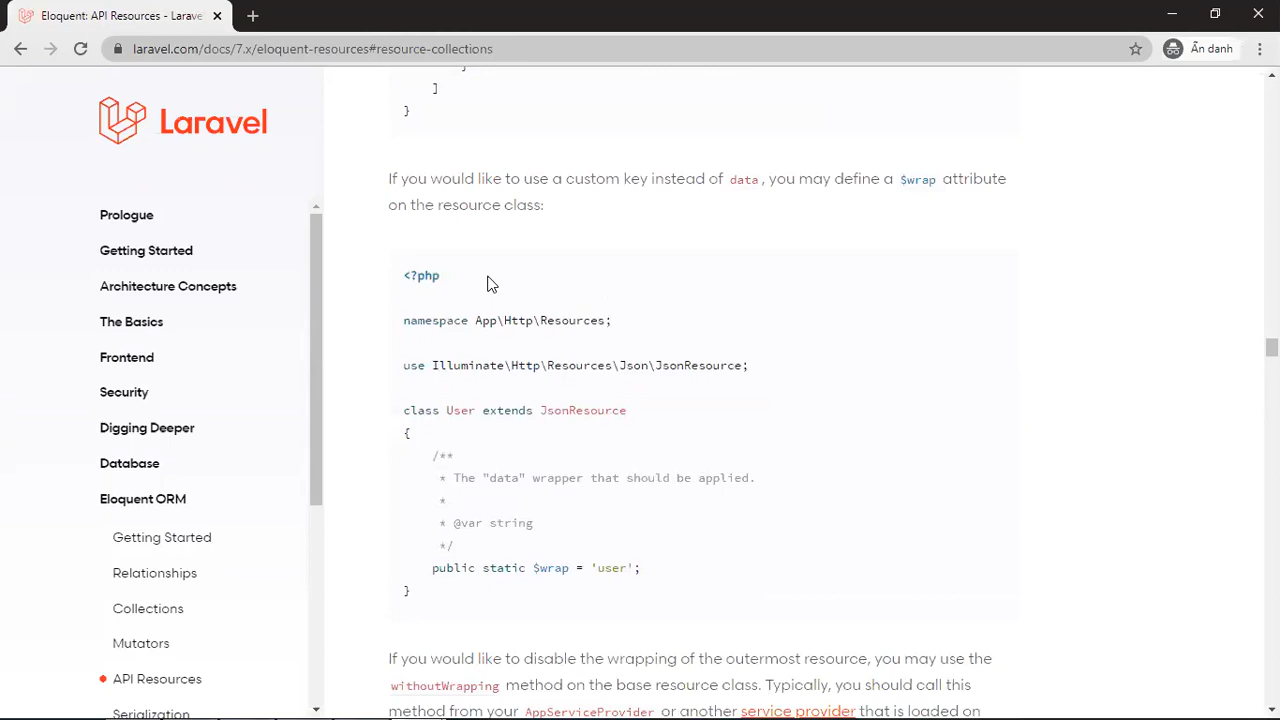 Eloquent: API Resources - Larave
laravel.com/docs/7.x/eloquent-resources#resource-collections
Ẩn danh
Laravel
Prologue
Getting Started
Architecture Concepts
The Basics
Frontend
Security
Digging Deeper
Database
Eloquent ORM
Getting Started
Relationships
Collections
Mutators
API Resources
Serialization
]
}
If you would like to use a custom key instead of data, you may define a $wrap attribute
on the resource class:
<?php
namespace App\Http\Resources;
use Illuminate\Http\Resources\Json\JsonResource;
class User extends JsonResource
{
/**
* The "data" wrapper that should be applied.
*
* @var string
*/
public static $wrap = 'user';
}
If you would like to disable the wrapping of the outermost resource, you may use the
withoutWrapping method on the base resource class. Typically, you should call this
method from your AppServiceProvider or another service provider that is loaded on